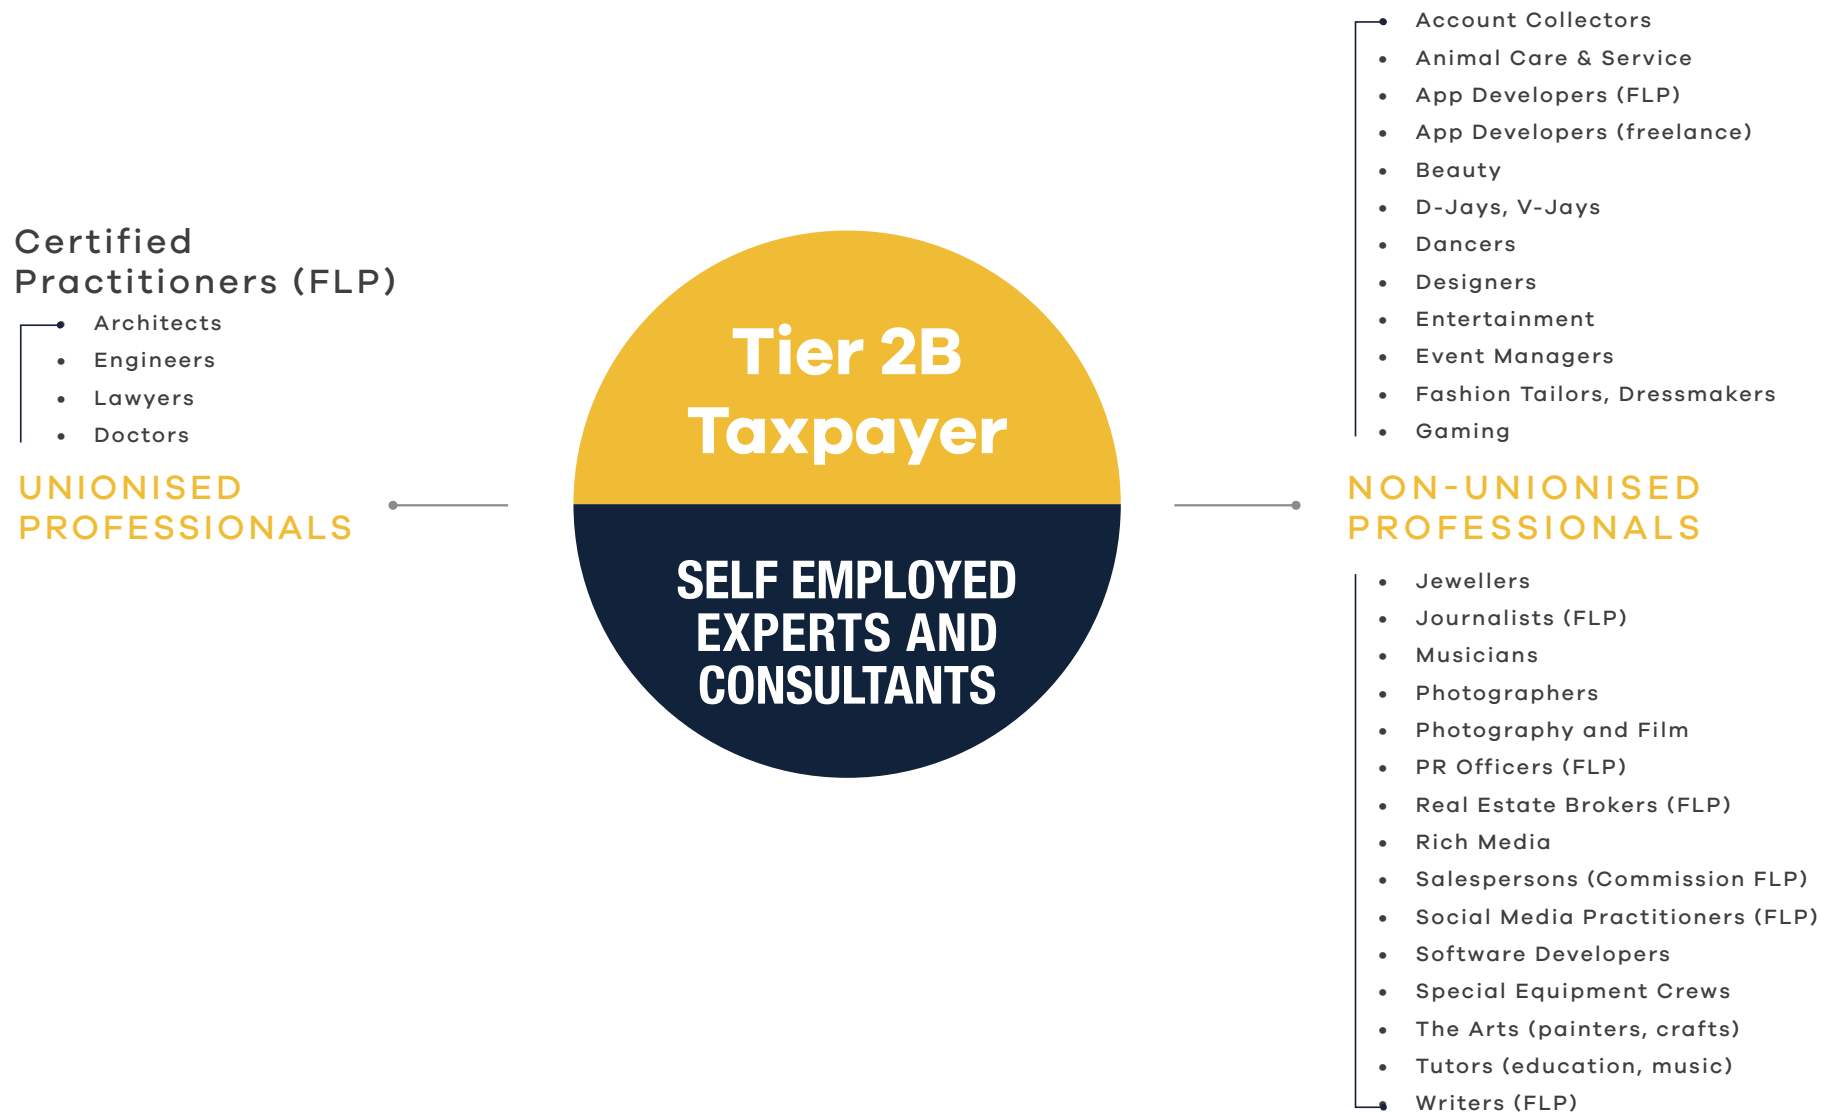 Certified
Practitioners (FLP)
• Architects
• Engineers
• Lawyers
• Doctors
UNIONISED
PROFESSIONALS
Tier 2B
Taxpayer
SELF EMPLOYED
EXPERTS AND
CONSULTANTS
• Account Collectors
• Animal Care & Service
• App Developers (FLP)
• App Developers (freelance)
• Beauty
• D-Jays, V-Jays
• Dancers
• Designers
• Entertainment
• Event Managers
• Fashion Tailors, Dressmakers
• Gaming
NON-UNIONISED
PROFESSIONALS
• Jewellers
• Journalists (FLP)
• Musicians
• Photographers
• Photography and Film
• PR Officers (FLP)
• Real Estate Brokers (FLP)
• Rich Media
• Salespersons (Commission FLP)
• Social Media Practitioners (FLP)
• Software Developers
• Special Equipment Crews
• The Arts (painters, crafts)
• Tutors (education, music)
• Writers (FLP)